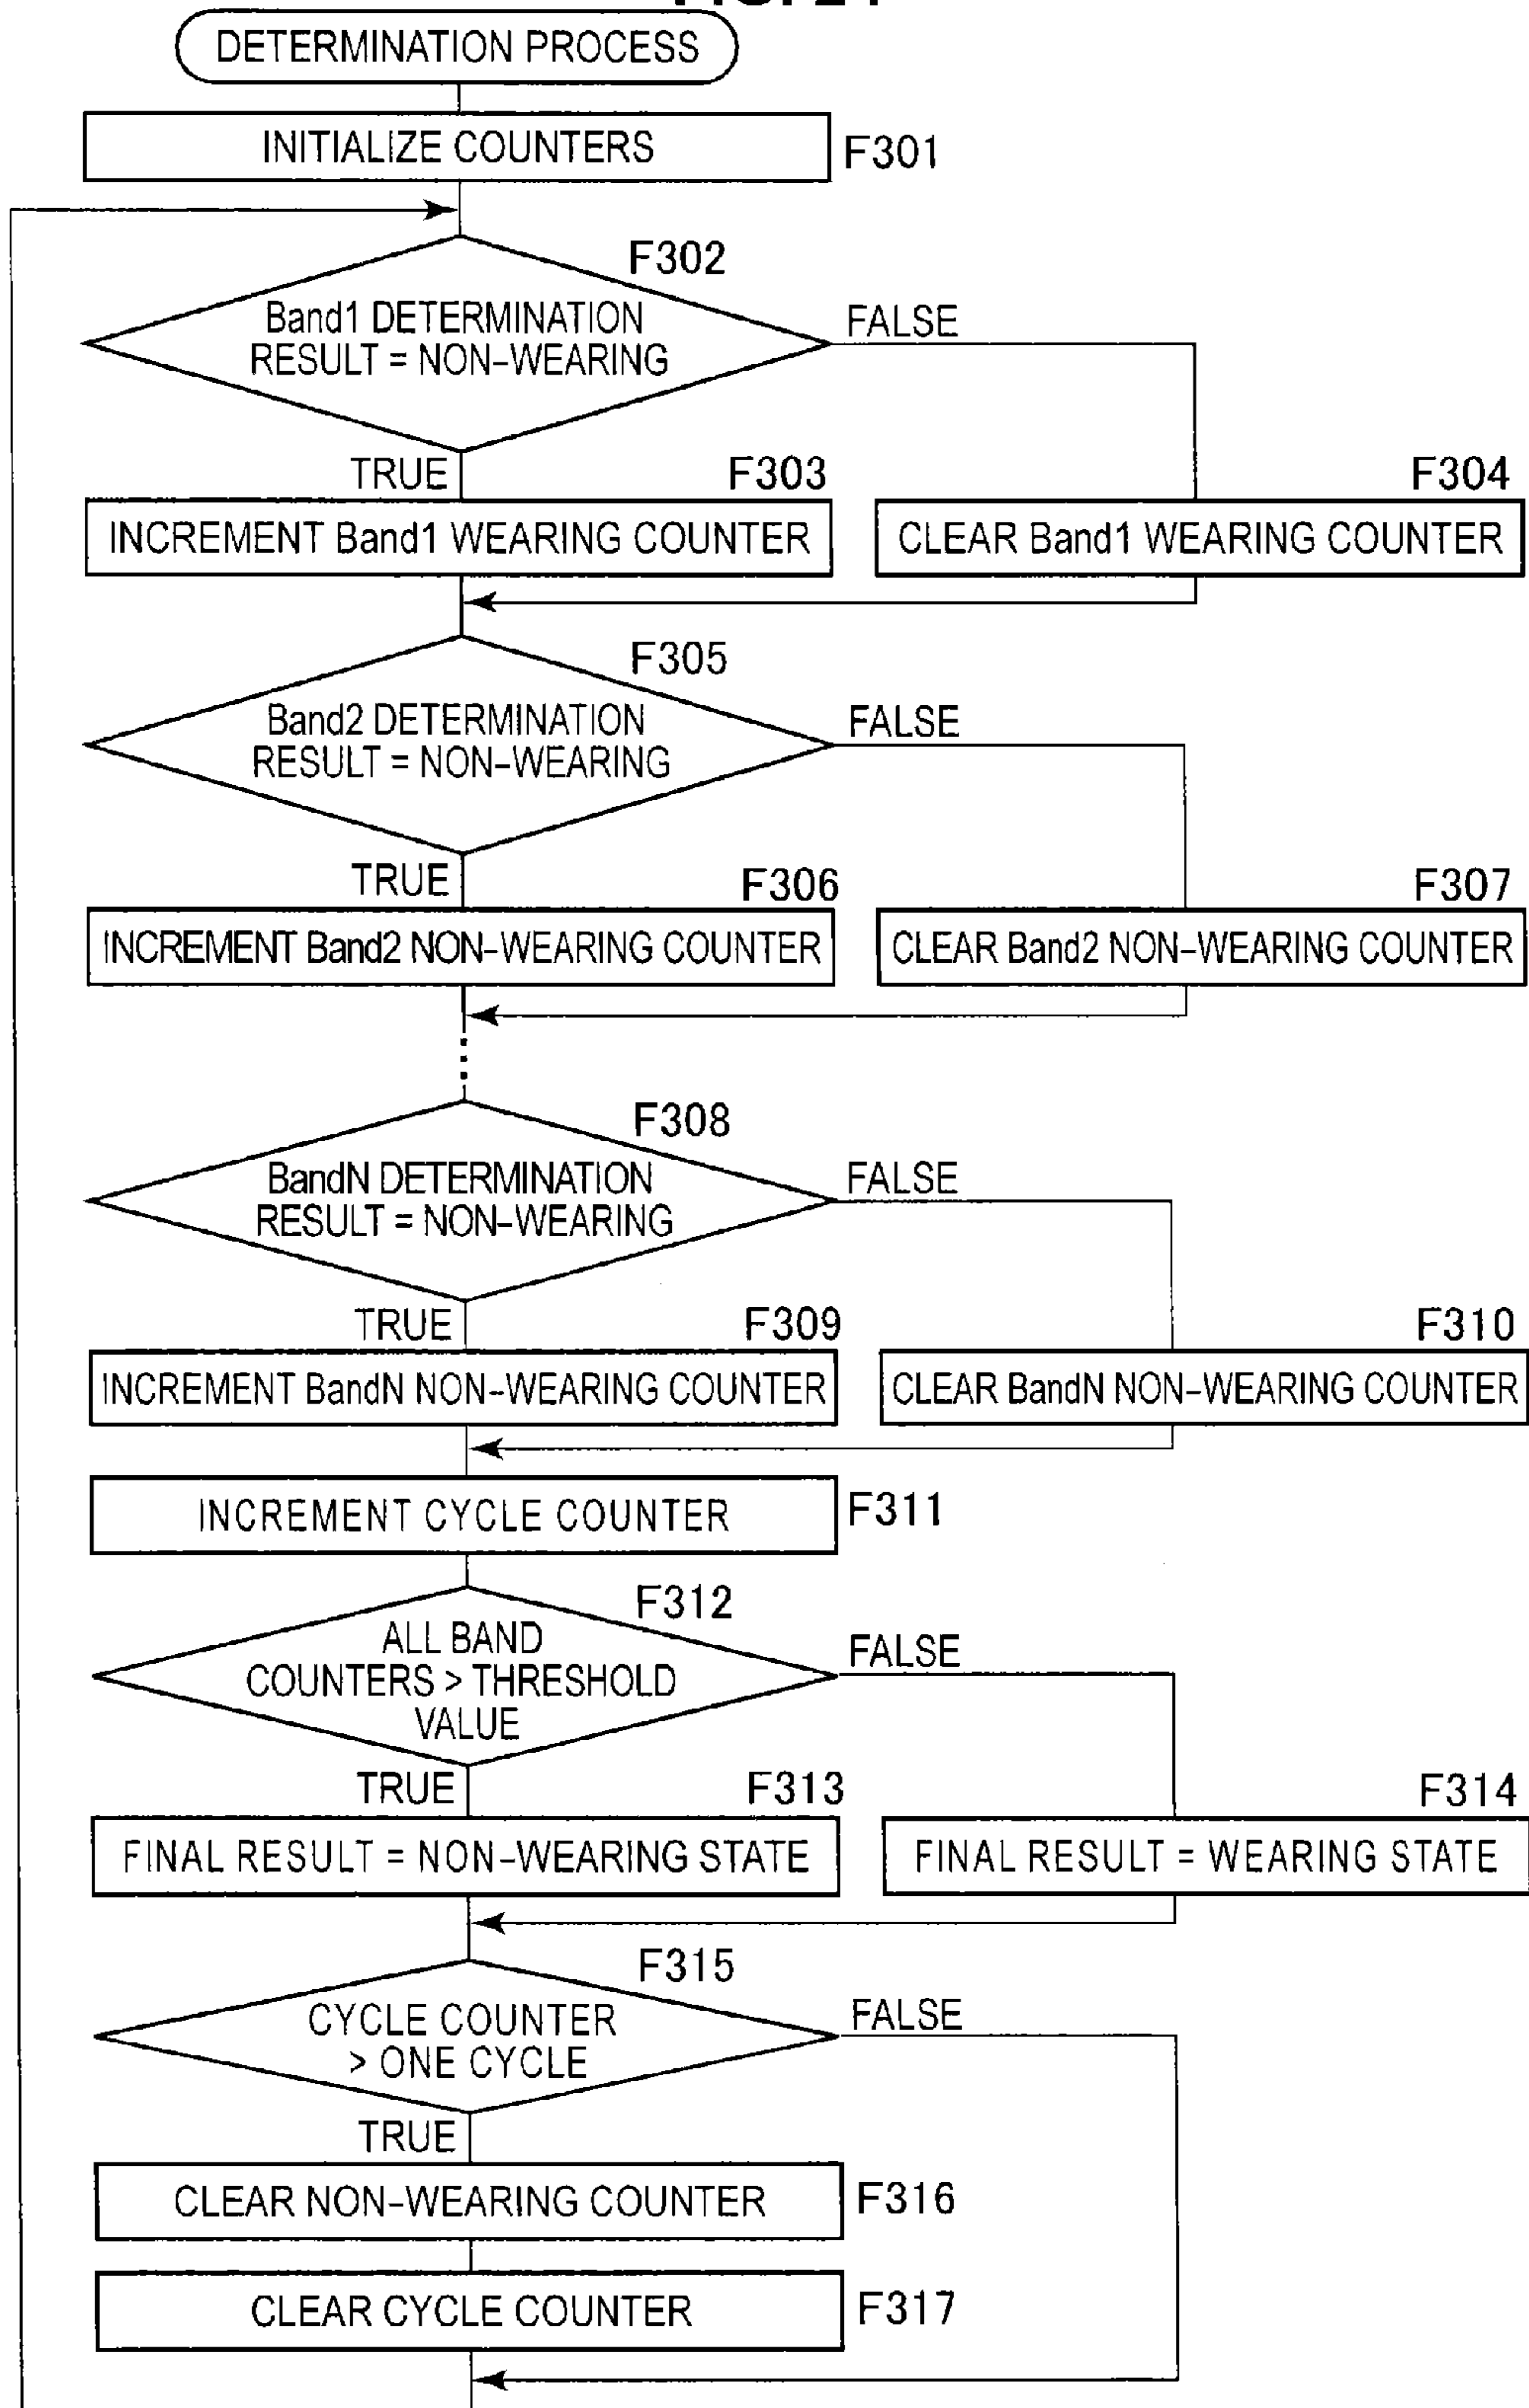 DETERMINATION PROCESS
INITIALIZE COUNTERS
F301
F302
Band1 DETERMINATION
RESULT = NON-WEARING
FALSE
TRUE
F303
F304
INCREMENT Band1 WEARING COUNTER
CLEAR Band1 WEARING COUNTER
F305
Band2 DETERMINATION
RESULT = NON-WEARING
FALSE
TRUE
F306
F307
INCREMENT Band2 NON-WEARING COUNTER
CLEAR Band2 NON-WEARING COUNTER
F308
BandN DETERMINATION
RESULT = NON-WEARING
FALSE
TRUE
F309
F310
INCREMENT BandN NON-WEARING COUNTER
CLEAR BandN NON-WEARING COUNTER
INCREMENT CYCLE COUNTER
F311
F312
ALL BAND
COUNTERS > THRESHOLD
VALUE
FALSE
TRUE
F313
F314
FINAL RESULT = NON-WEARING STATE
FINAL RESULT = WEARING STATE
F315
CYCLE COUNTER
> ONE CYCLE
FALSE
TRUE
CLEAR NON-WEARING COUNTER
F316
CLEAR CYCLE COUNTER
F317